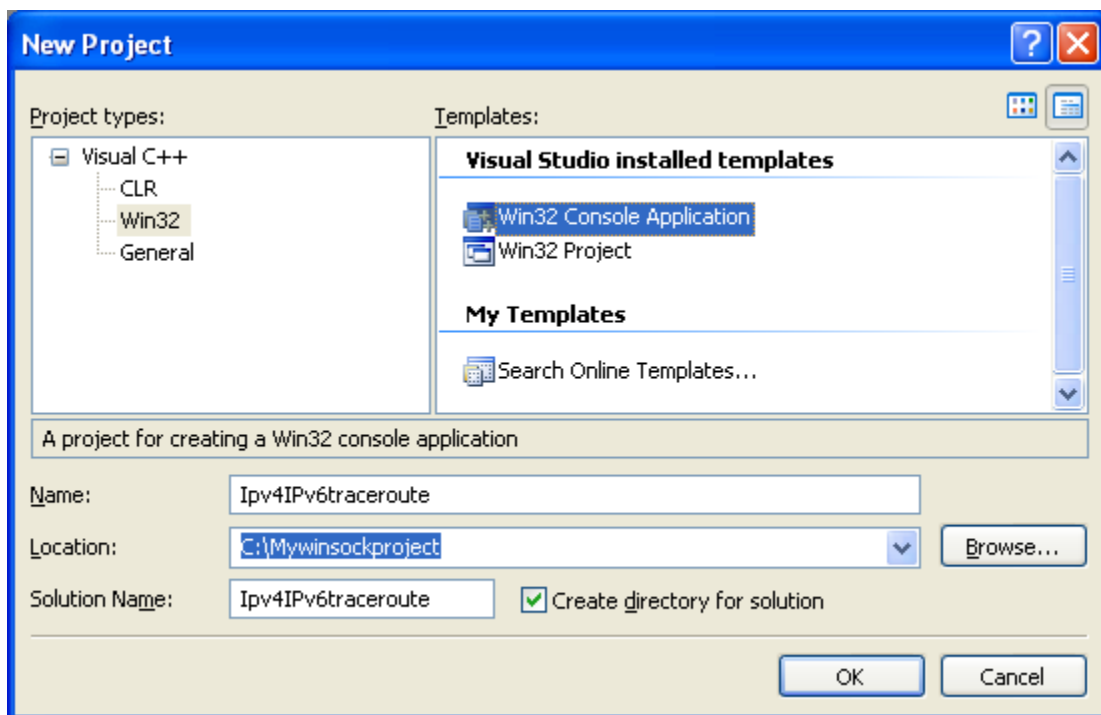 New Project
Project types:
Templates:
Visual C++
CLR
Win32
General
Visual Studio installed templates
Win32 Console Application
Win32 Project
My Templates
Search Online Templates...
A project for creating a Win32 console application
Name:
Ipv4IPv6traceroute
Location:
C:\Mywinsockproject
Browse...
Solution Name:
Ipv4IPv6traceroute
Create directory for solution
OK
Cancel